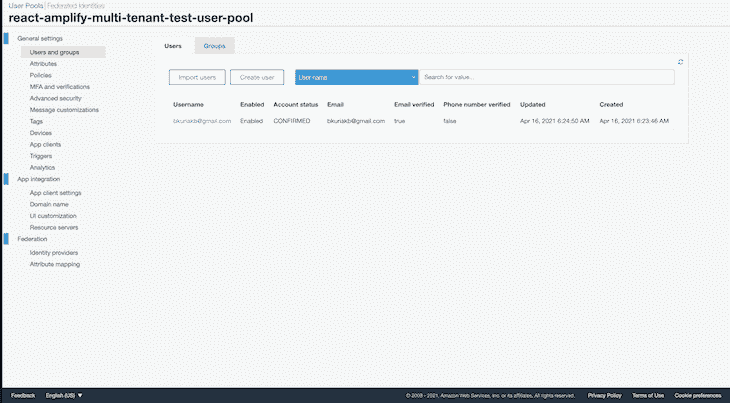 User Pools | Federated Identities
react-amplify-multi-tenant-test-user-pool
General settings
Users and groups
Attributes
Policies
MFA and verifications
Advanced security
Message customizations
Tags
Devices
App clients
Triggers
Analytics
App integration
App client settings
Domain name
UI customization
Resource servers
Federation
Identity providers
Attribute mapping
Users Groups
Import users Create user User name Search for value...
Username Enabled Account status Email Email verified Phone number verified Updated Created
bkuriakb@gmail.com Enabled CONFIRMED bkuriakb@gmail.com true false Apr 16, 2021 6:24:50 AM Apr 16, 2021 6:23:46 AM
Feedback English (US) © 2008 - 2021, Amazon Web Services, Inc. or its affiliates. All rights reserved. Privacy Policy Terms of Use Cookie preferences